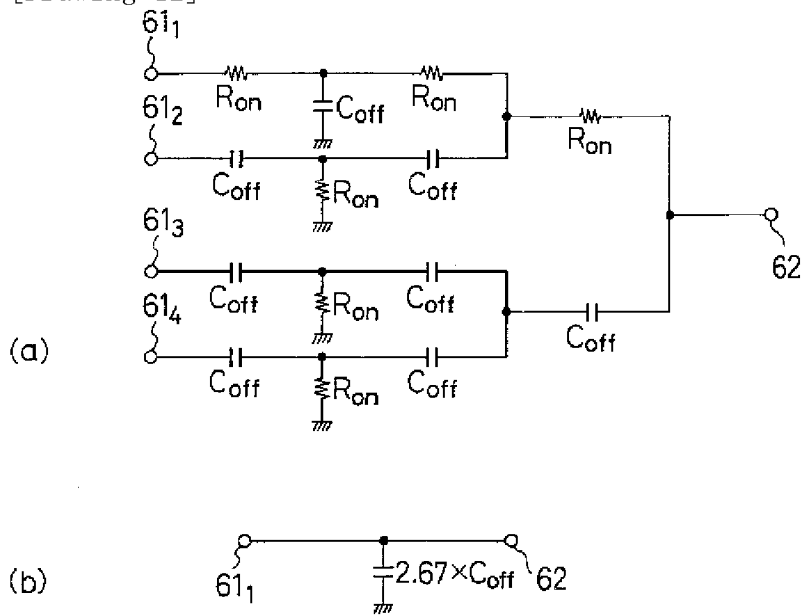 61₁
Ron Coff Ron
61₂ Ron
Coff Ron Coff
61₃
62
Coff Ron Coff
61₄ Coff
(a)
Coff Ron Coff
(b) 61₁ 2.67×Coff 62